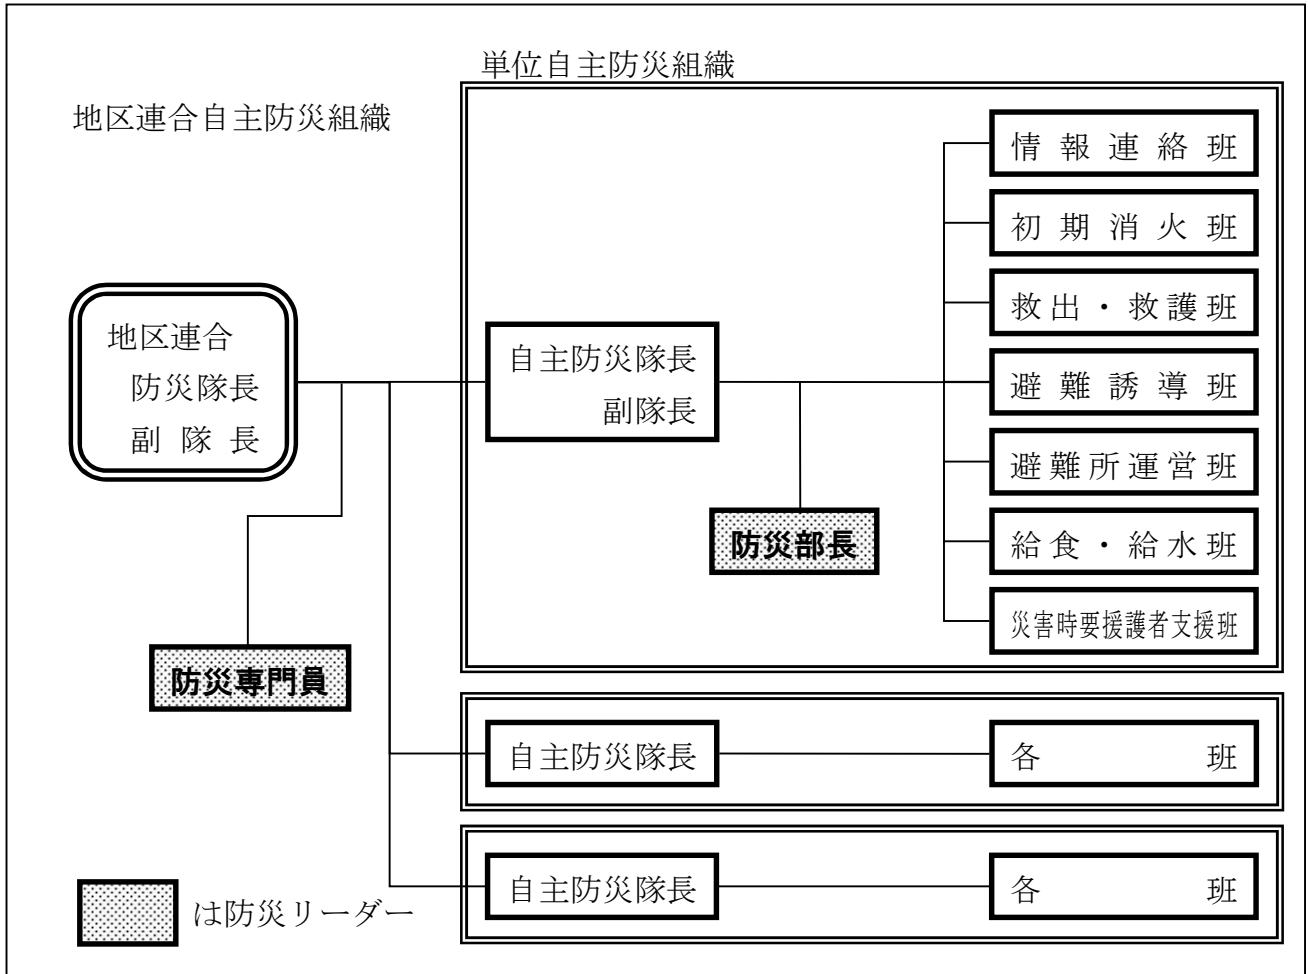 単位自主防災組織
地区連合自主防災組織
地区連合
防災隊長
副隊長
自主防災隊長
副隊長
防災部長
情報連絡班
初期消火班
救出・救護班
避難誘導班
避難所運営班
給食・給水班
災害時要援護者支援班
防災専門員
自主防災隊長
各班
自主防災隊長
各班
は防災リーダー